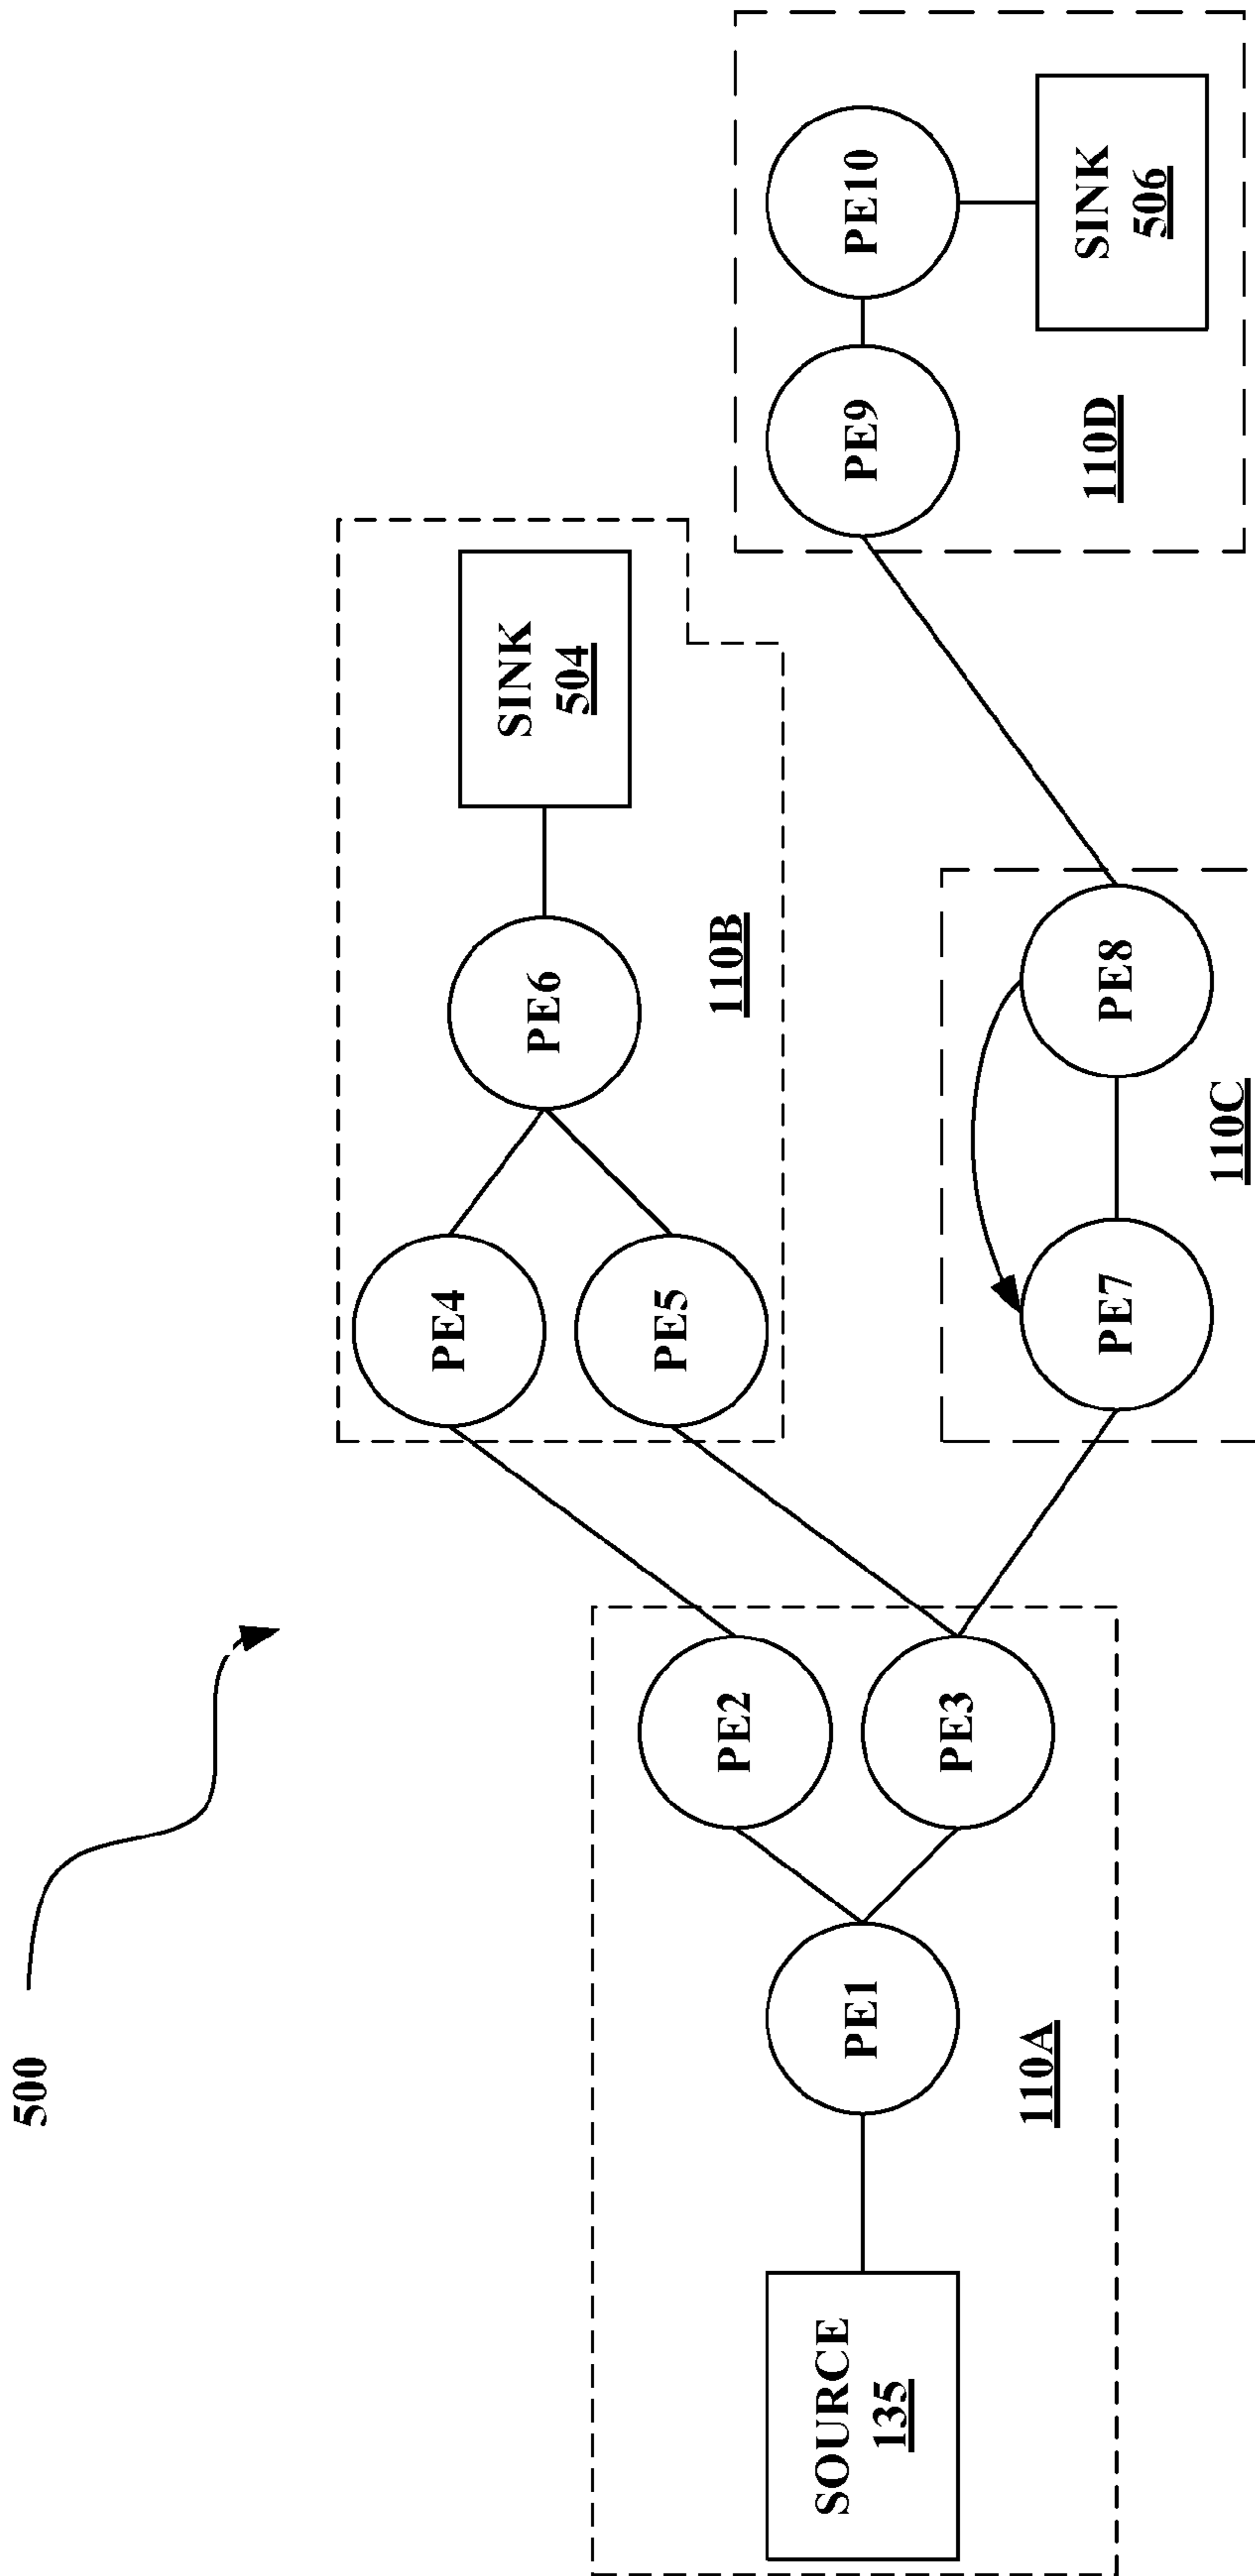 500
SOURCE
135
PE1
110A
PE2
PE3
PE4
PE5
PE6
SINK
504
110B
PE7
PE8
110C
PE9
PE10
SINK
506
110D